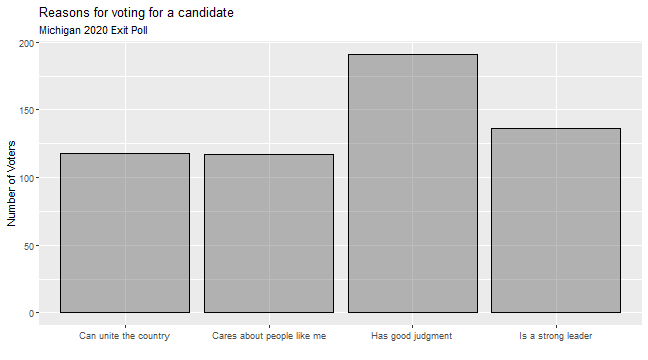 Reasons for voting for a candidate
Michigan 2020 Exit Poll
Number of Voters
200
150
100
50
0
Can unite the country
Cares about people like me
Has good judgment
Is a strong leader